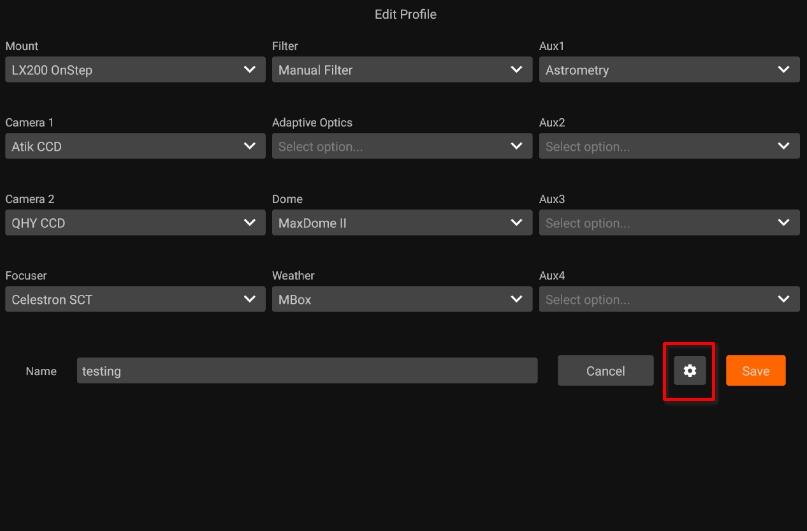 Edit Profile
Mount
Filter
Aux1
LX200 OnStep
Manual Filter
Astrometry
Camera 1
Adaptive Optics
Aux2
Atik CCD
Select option...
Select option...
Camera 2
Dome
Aux3
QHY CCD
MaxDome II
Select option...
Focuser
Weather
Aux4
Celestron SCT
MBox
Select option...
Name
testing
Cancel
Save